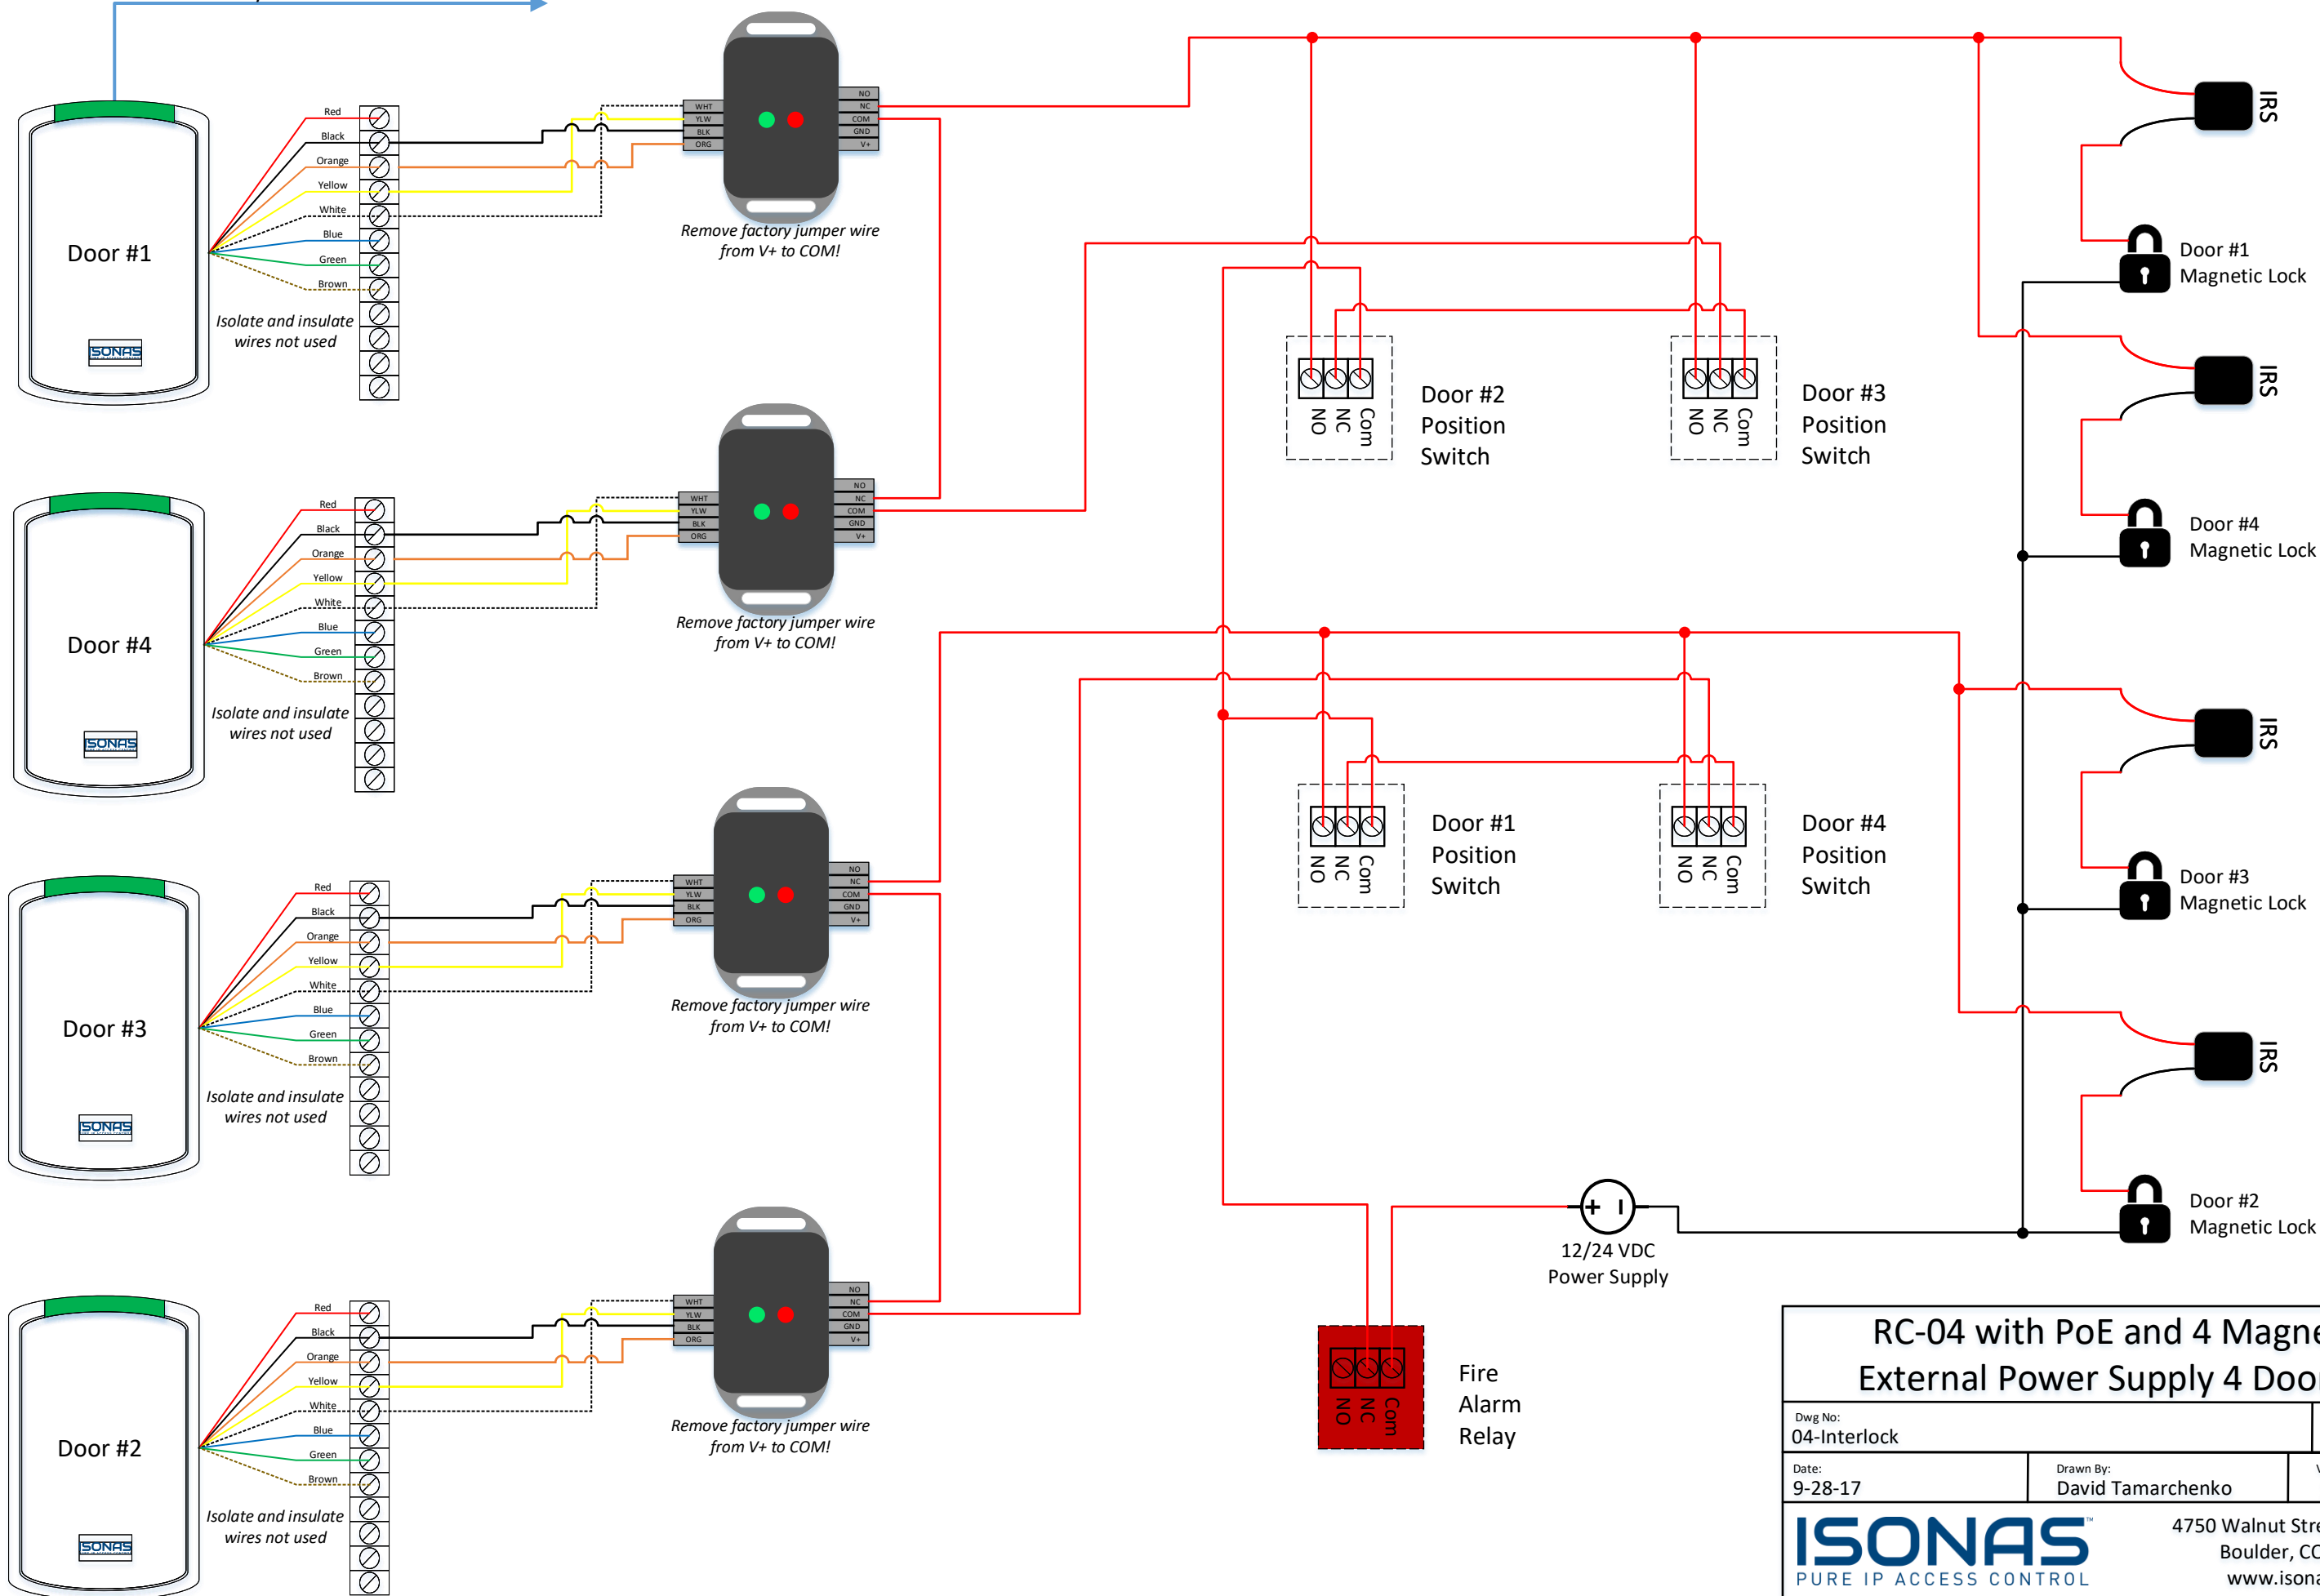 Door #1
Red
Black
Orange
Yellow
White
Blue
Green
Brown
Isolate and insulate
wires not used
ISONAS
WHT
YLW
BLK
ORG
NO
NC
COM
GND
V+
Remove factory jumper wire
from V+ to COM!
Door #4
Red
Black
Orange
Yellow
White
Blue
Green
Brown
Isolate and insulate
wires not used
ISONAS
WHT
YLW
BLK
ORG
NO
NC
COM
GND
V+
Remove factory jumper wire
from V+ to COM!
Door #3
Red
Black
Orange
Yellow
White
Blue
Green
Brown
Isolate and insulate
wires not used
ISONAS
WHT
YLW
BLK
ORG
NO
NC
COM
GND
V+
Remove factory jumper wire
from V+ to COM!
Door #2
Red
Black
Orange
Yellow
White
Blue
Green
Brown
Isolate and insulate
wires not used
ISONAS
WHT
YLW
BLK
ORG
NO
NC
COM
GND
V+
Remove factory jumper wire
from V+ to COM!
NO
NC
Com
Door #2
Position
Switch
NO
NC
Com
Door #3
Position
Switch
NO
NC
Com
Door #1
Position
Switch
NO
NC
Com
Door #4
Position
Switch
IRS
Door #1
Magnetic Lock
IRS
Door #4
Magnetic Lock
IRS
Door #3
Magnetic Lock
IRS
Door #2
Magnetic Lock
12/24 VDC
Power Supply
NO
NC
Com
Fire
Alarm
Relay
RC-04 with PoE and 4 Magne
External Power Supply 4 Doo
Dwg No:
04-Interlock
Date:
9-28-17
Drawn By:
David Tamarchenko
ISONAS™
PURE IP ACCESS CONTROL
4750 Walnut Stre
Boulder, CO
www.isona